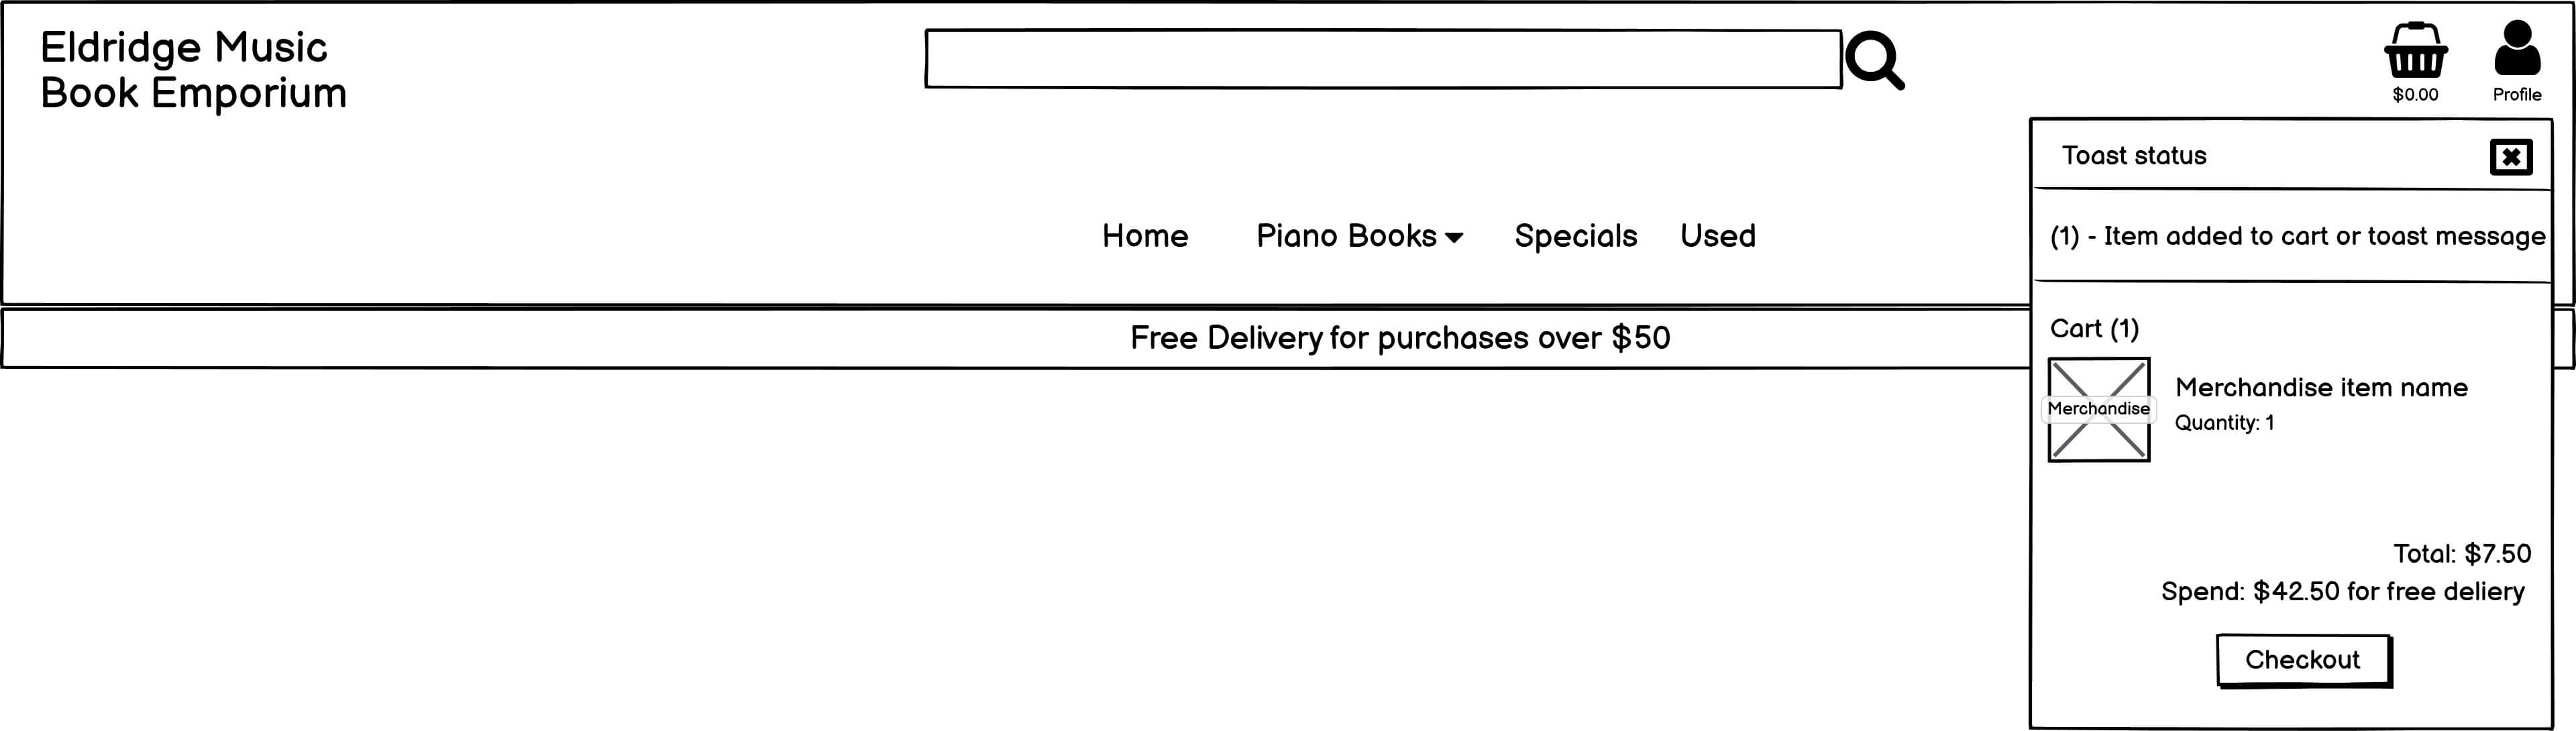 Eldridge Music
Book Emporium
$0.00
Profile
Toast status
Home
Piano Books
Specials
Used
(1) - Item added to cart or toast message
Free Delivery for purchases over $50
Cart (1)
Merchandise
Merchandise item name
Quantity: 1
Total: $7.50
Spend: $42.50 for free deliery
Checkout